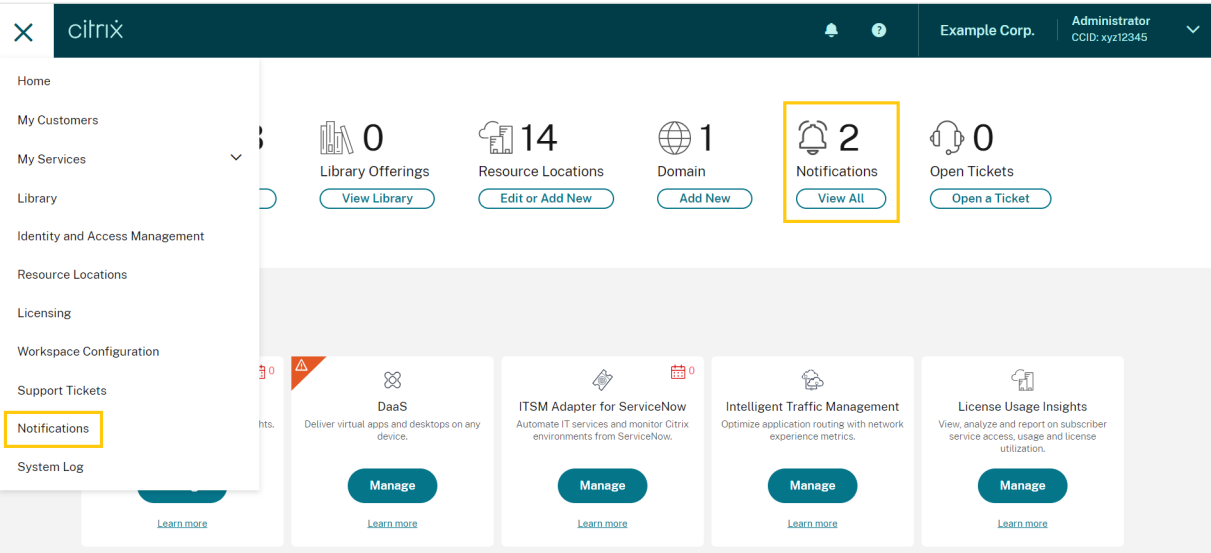 citrix
Example Corp.
Administrator
CCID: xyz12345
Home
My Customers
My Services
Library
Identity and Access Management
Resource Locations
Licensing
Workspace Configuration
Support Tickets
Notifications
System Log
0
Library Offerings
View Library
14
Resource Locations
Edit or Add New
1
Domain
Add New
2
Notifications
View All
0
Open Tickets
Open a Ticket
0
hts.
Learn more
DaaS
Deliver virtual apps and desktops on any
device.
Manage
Learn more
0
ITSM Adapter for ServiceNow
Automate IT services and monitor Citrix
environments from ServiceNow.
Manage
Learn more
Intelligent Traffic Management
Optimize application routing with network
experience metrics.
Manage
Learn more
License Usage Insights
View, analyze and report on subscriber
service access, usage and license
utilization.
Manage
Learn more